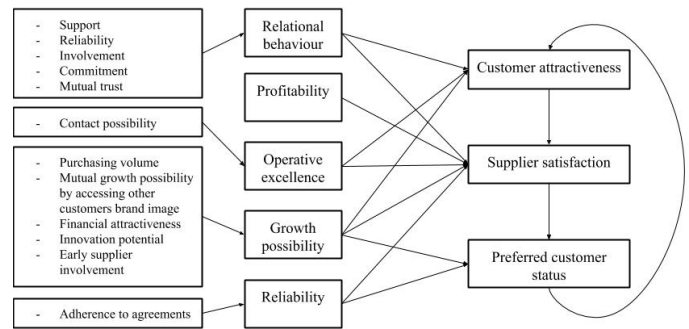 - Support
- Reliability
- Involvement
- Commitment
- Mutual trust
- Contact possibility
- Purchasing volume
- Mutual growth possibility
by accessing other
customers brand image
- Financial attractiveness
- Innovation potential
- Early supplier
involvement
- Adherence to agreements
Relational
behaviour
Profitability
Operative
excellence
Growth
possibility
Reliability
Customer attractiveness
Supplier satisfaction
Preferred customer
status